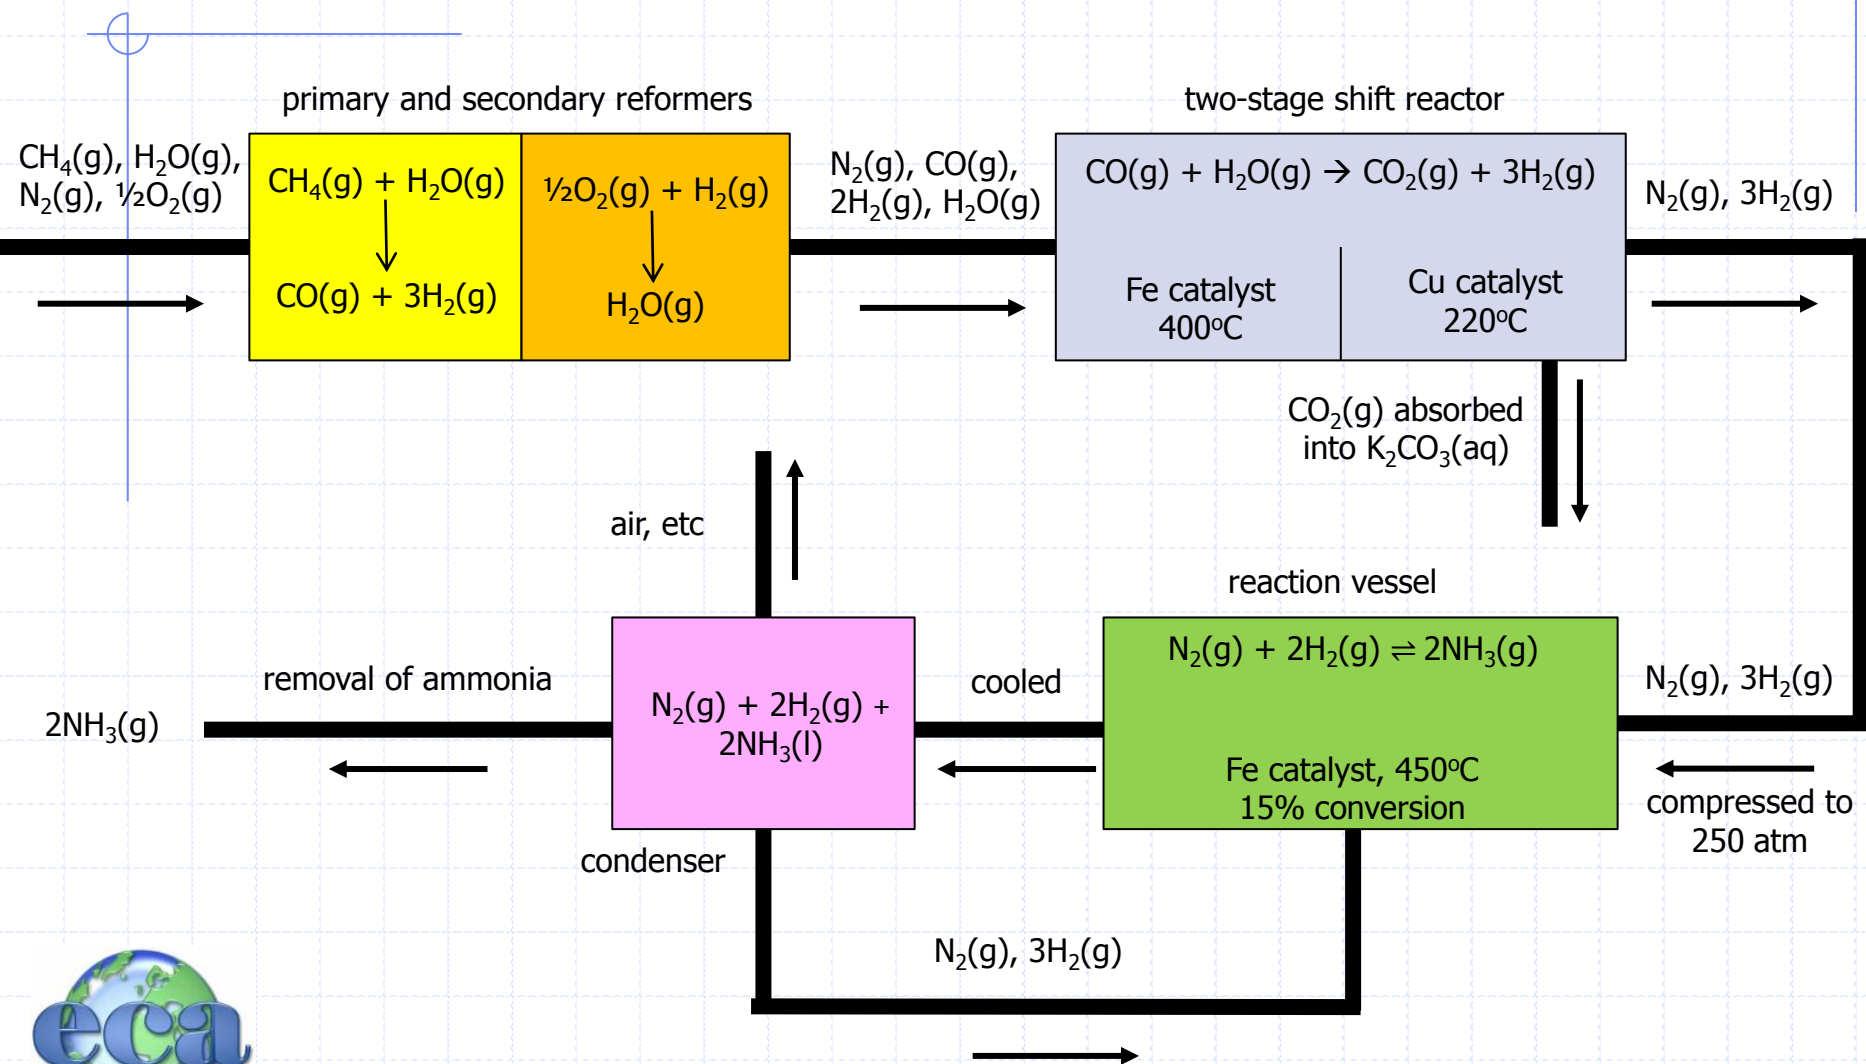 primary and secondary reformers
two-stage shift reactor
CH₄(g), H₂O(g),
N₂(g), ½O₂(g)
CH₄(g) + H₂O(g)
CO(g) + 3H₂(g)
½O₂(g) + H₂(g)
H₂O(g)
N₂(g), CO(g),
2H₂(g), H₂O(g)
CO(g) + H₂O(g) → CO₂(g) + 3H₂(g)
Fe catalyst
400ºC
Cu catalyst
220ºC
N₂(g), 3H₂(g)
CO₂(g) absorbed
into K₂CO₃(aq)
air, etc
reaction vessel
N₂(g) + 2H₂(g) ⇌ 2NH₃(g)
Fe catalyst, 450ºC
15% conversion
N₂(g), 3H₂(g)
compressed to
250 atm
cooled
N₂(g) + 2H₂(g) +
2NH₃(l)
removal of ammonia
2NH₃(g)
condenser
N₂(g), 3H₂(g)
eca